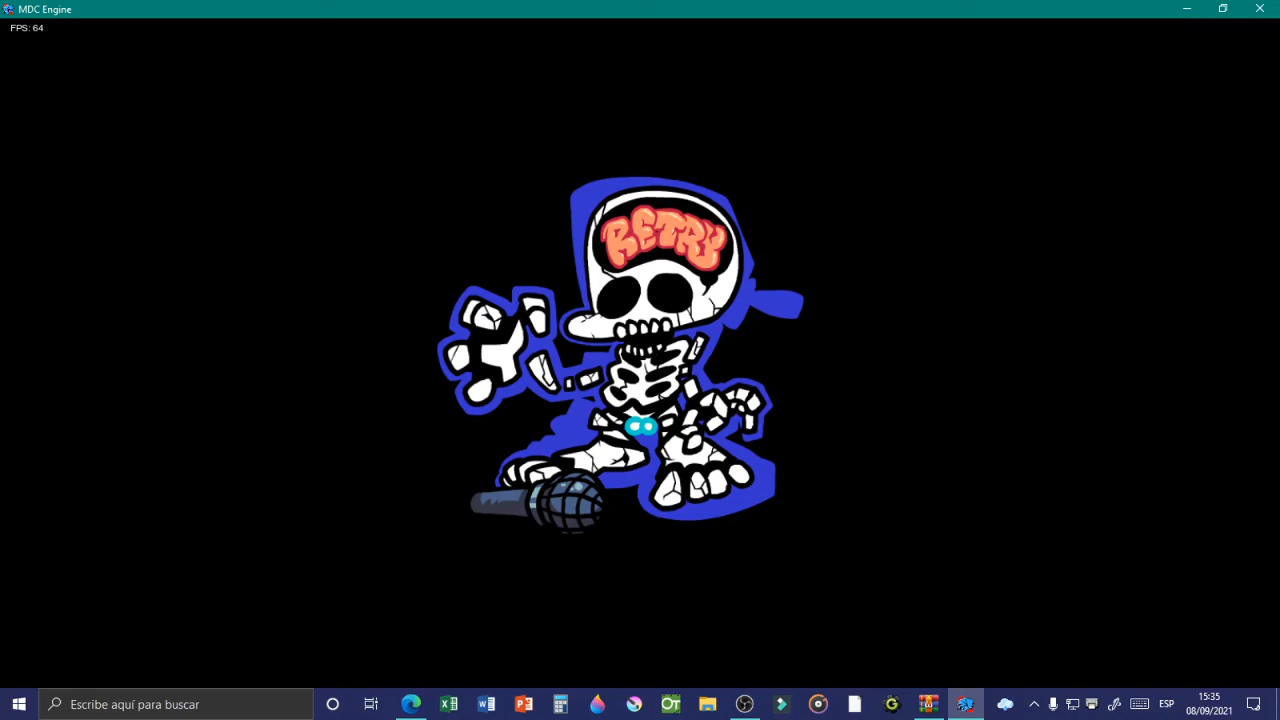 MDC Engine
FPS: 64
RETRY
Escribe aquí para buscar
ESP
15:35
08/09/2021